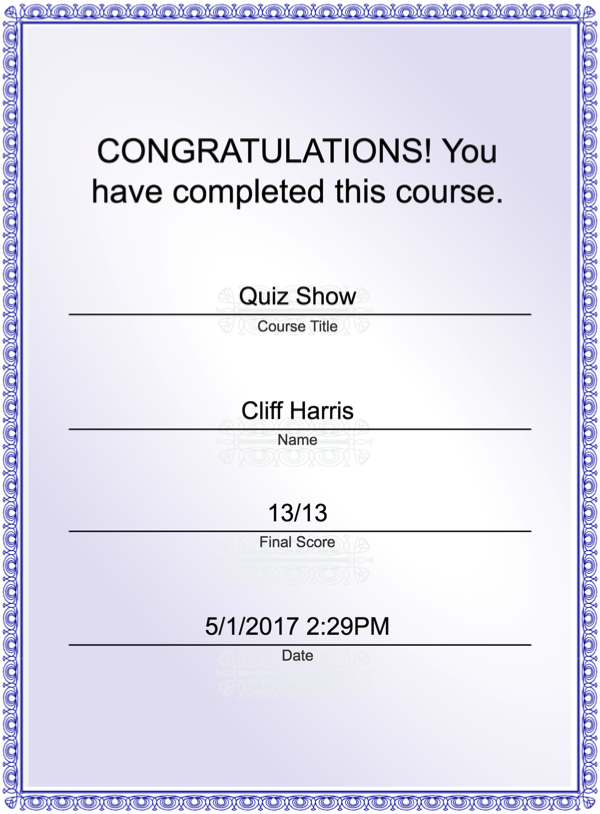 CONGRATULATIONS! You
have completed this course.
Quiz Show
Course Title
Cliff Harris
Name
13/13
Final Score
5/1/2017 2:29PM
Date